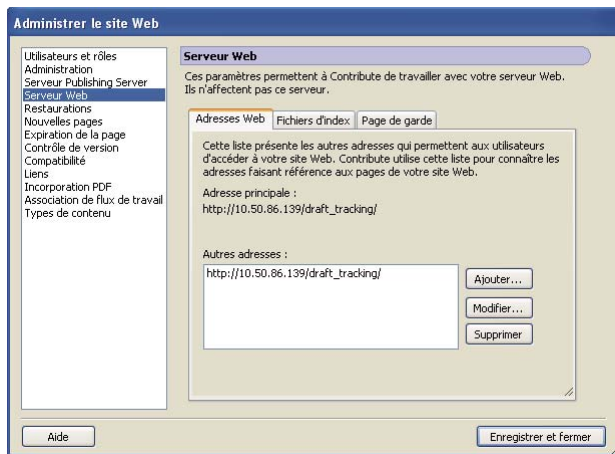 Administrer le site Web
Utilisateurs et rôles
Administration
Serveur Publishing Server
Serveur Web
Restaurations
Nouvelles pages
Expiration de la page
Contrôle de version
Compatibilité
Liens
Incorporation PDF
Association de flux de travail
Types de contenu
Serveur Web
Ces paramètres permettent à Contribute de travailler avec votre serveur Web.
Ils n'affectent pas ce serveur.
Adresses Web Fichiers d'index Page de garde
Cette liste présente les autres adresses qui permettent aux utilisateurs
d'accéder à votre site Web. Contribute utilise cette liste pour connaître les
adresses faisant référence aux pages de votre site Web.
Adresse principale :
http://10.50.86.139/draft_tracking/
Autres adresses :
http://10.50.86.139/draft_tracking/
Ajouter...
Modifier...
Supprimer
Aide
Enregistrer et fermer